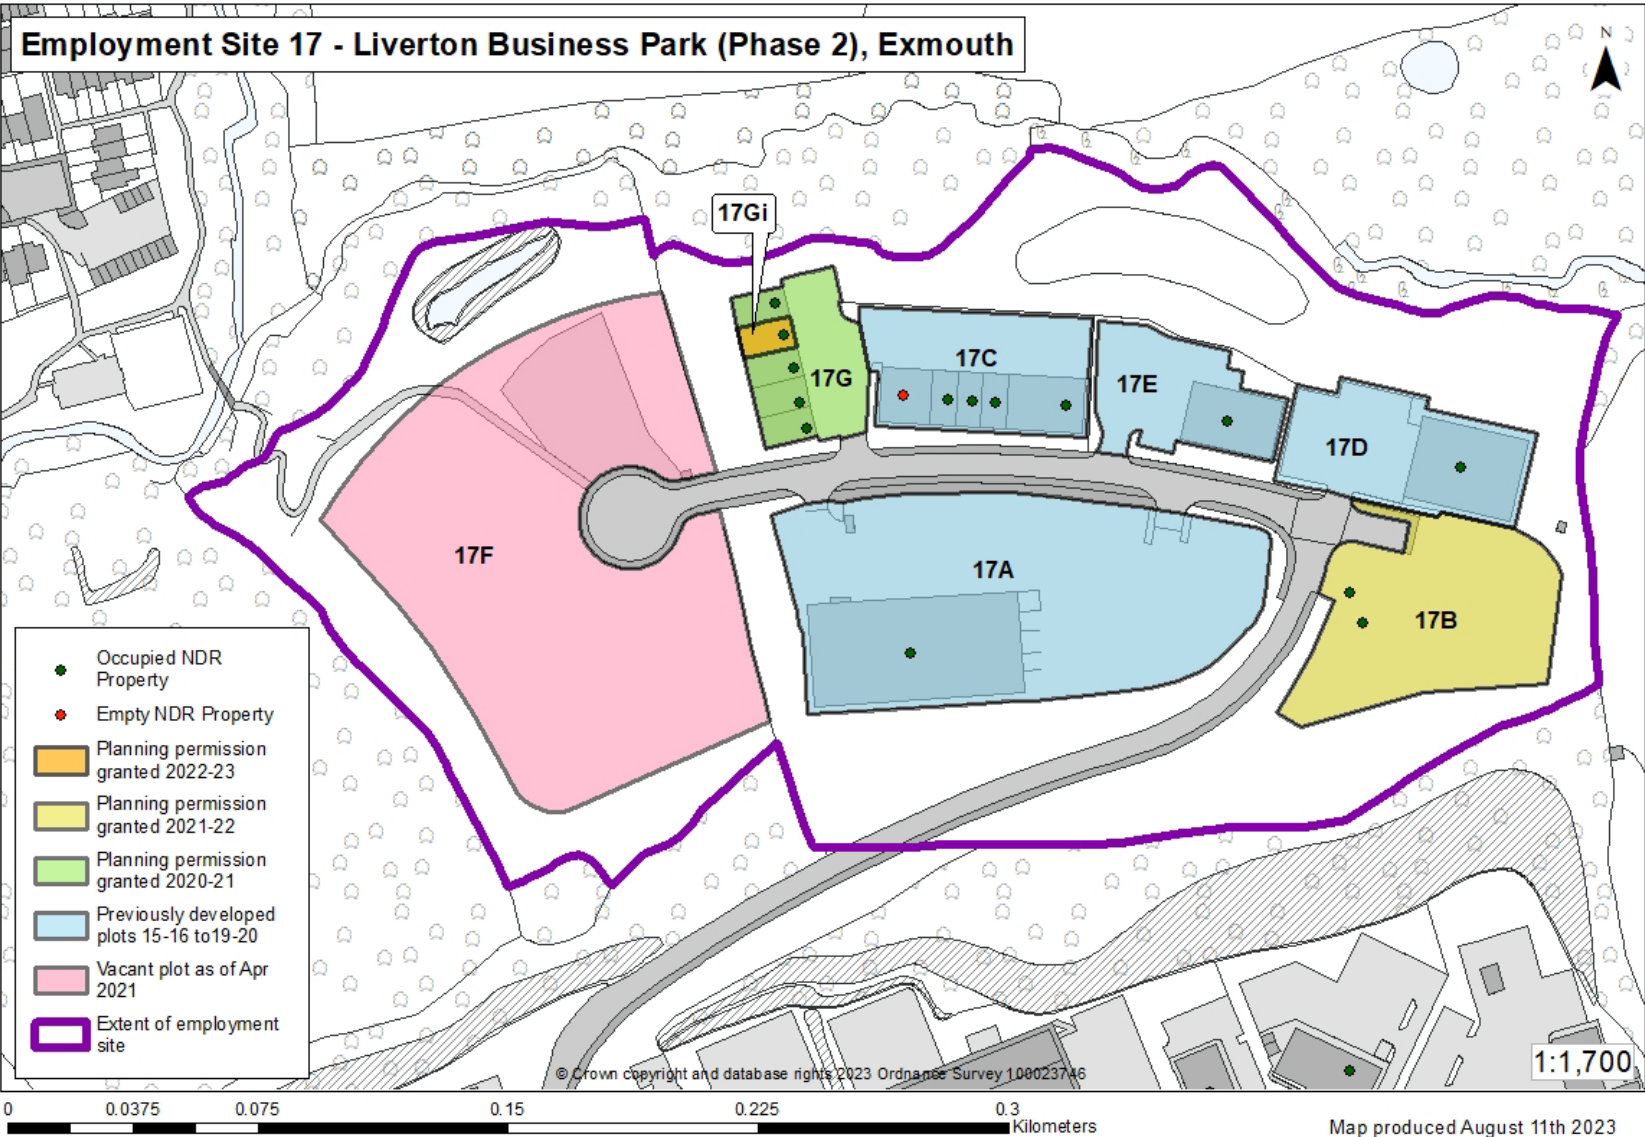 Employment Site 17 - Liverton Business Park (Phase 2), Exmouth
N
17Gi
17C
17G
17E
17D
17F
17A
17B
Occupied NDR
Property
Empty NDR Property
Planning permission
granted 2022-23
Planning permission
granted 2021-22
Planning permission
granted 2020-21
Previously developed
plots 15-16 to19-20
Vacant plot as of Apr
2021
Extent of employment
site
1:1,700
© Crown copyright and database rights 2023 Ordnance Survey 100023746
0 0.0375 0.075 0.15 0.225 0.3
Kilometers
Map produced August 11th 2023